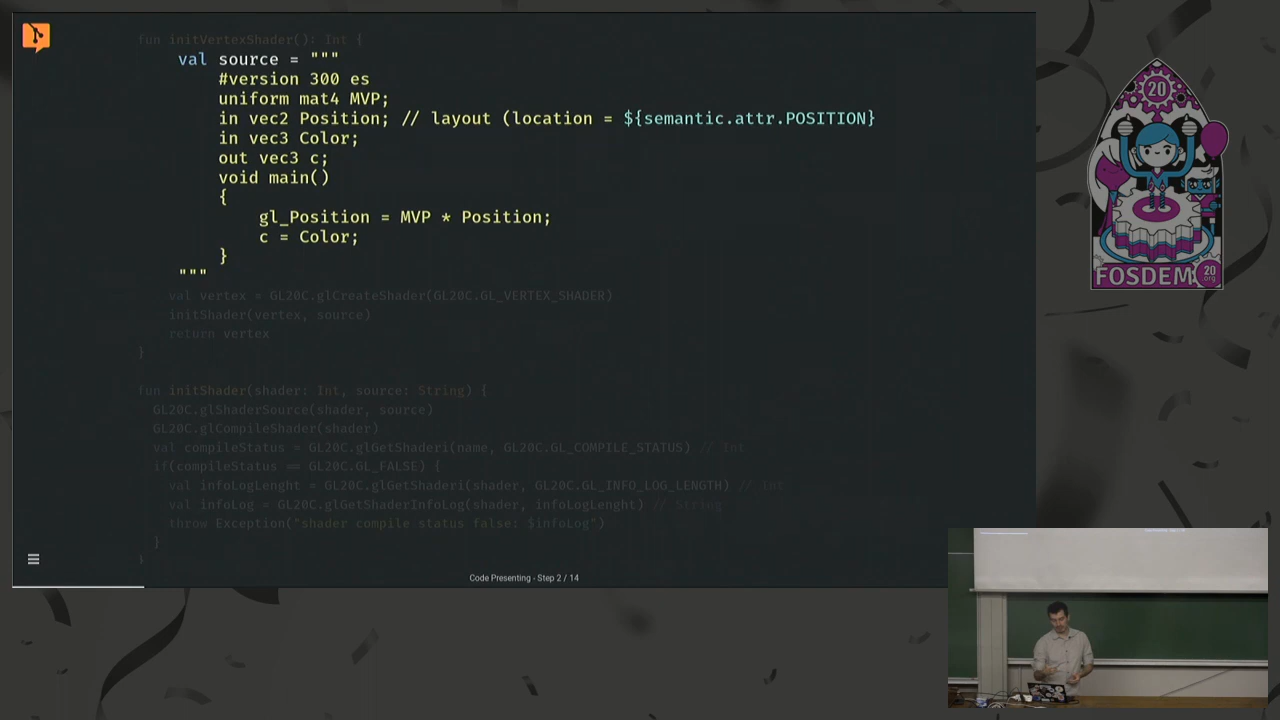 fun initVertexShader(): Int {
val source = """
#version 300 es
uniform mat4 MVP;
in vec2 Position; // layout (location = ${semantic.attr.POSITION}
in vec3 Color;
out vec3 c;
void main()
{
gl_Position = MVP * Position;
c = Color;
}
"""
val vertex = GL20C.glCreateShader(GL20C.GL_VERTEX_SHADER)
initShader(vertex, source)
return vertex
}
fun initShader(shader: Int, source: String) {
GL20C.glShaderSource(shader, source)
GL20C.glCompileShader(shader)
val compileStatus = GL20C.glGetShaderi(name, GL20C.GL_COMPILE_STATUS) // Int
if(compileStatus == GL20C.GL_FALSE) {
val infoLogLenght = GL20C.glGetShaderi(shader, GL20C.GL_INFO_LOG_LENGTH) // Int
val infoLog = GL20C.glGetShaderInfoLog(shader, infoLogLenght) // String
throw Exception("shader compile status false: $infoLog")
}
}
Code Presenting - Step 2 / 14
20
FOSDEM
20
.org